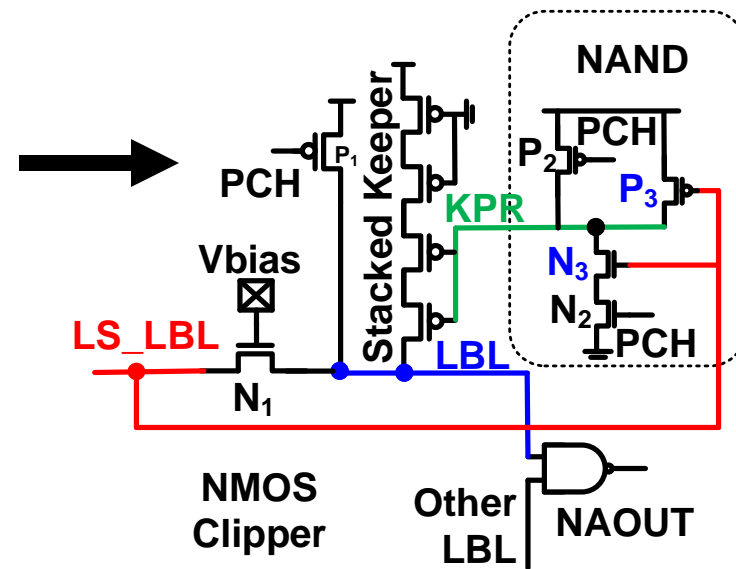 NAND
Stacked Keeper
P₁
PCH
P₂
PCH
P₃
KPR
Vbias
N₃
N₂
PCH
LS_LBL
LBL
N₁
NMOS
Clipper
Other
LBL
NAOUT